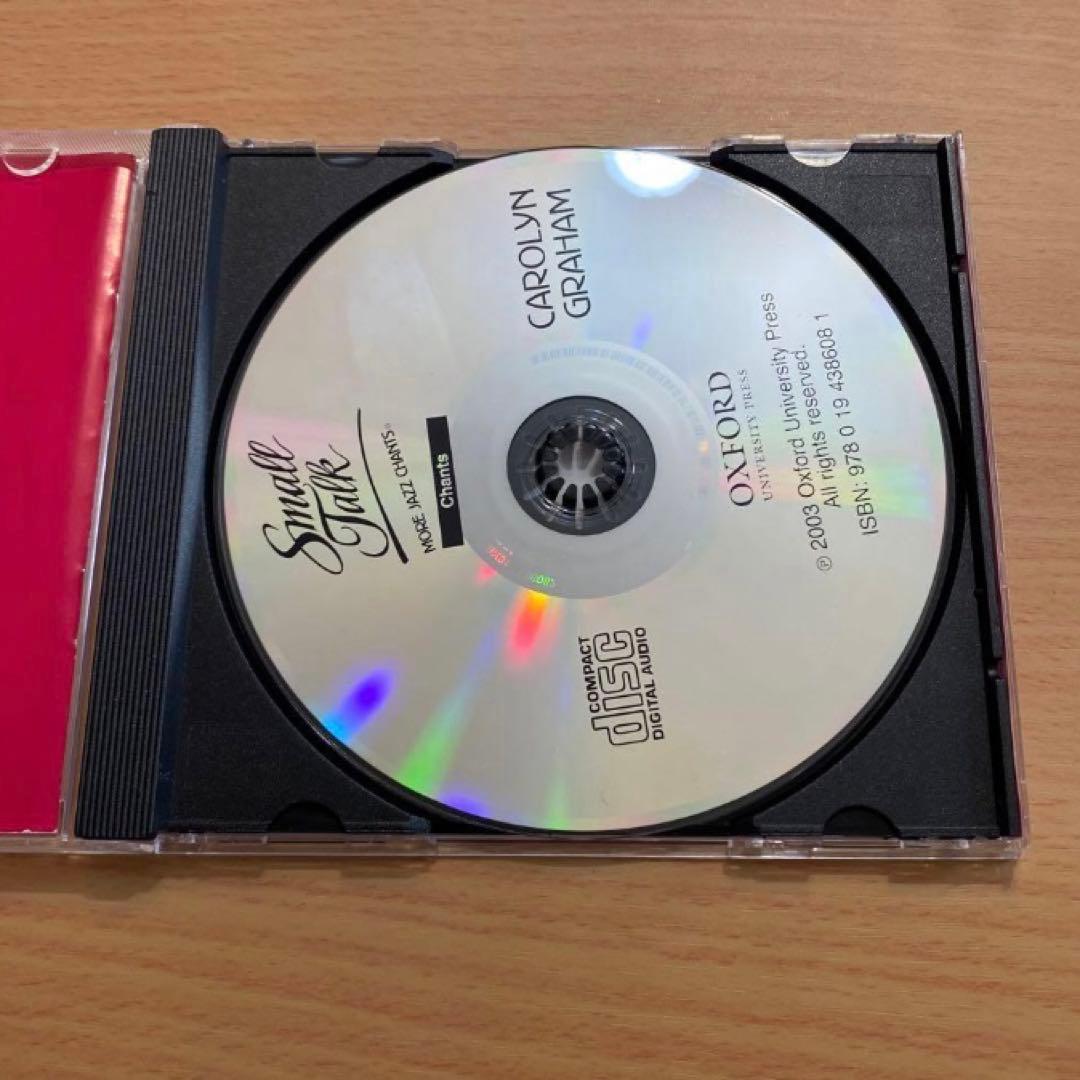 Small
Talk
MORE JAZZ CHANTS®
Chants
CAROLYN
GRAHAM
OXFORD
UNIVERSITY PRESS
℗ 2003 Oxford University Press
All rights reserved.
ISBN: 978 0 19 438608 1
COMPACT
disc
DIGITAL AUDIO